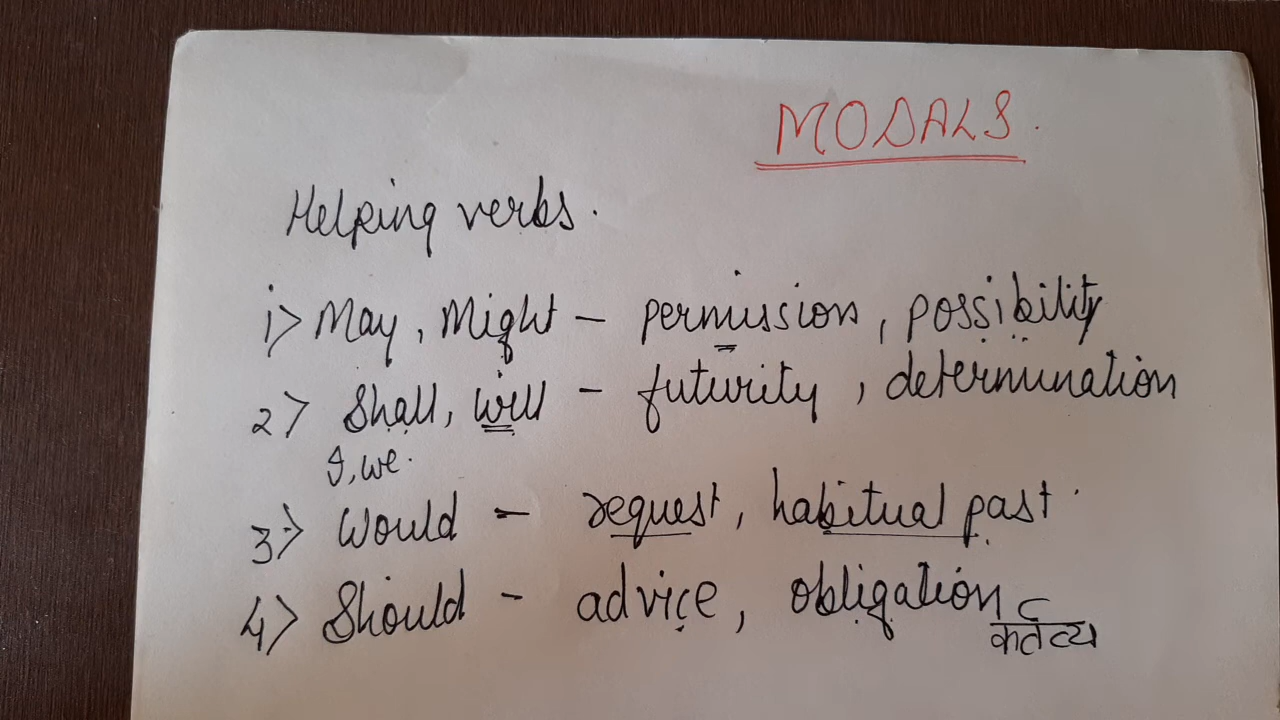 MODALS.
Helping verbs.
1> May, Might - permission, possibility
2> Shall, will - futurity, determination
I, we.
3> Would - request, habitual past.
4> Should - advice, obligation
कर्तव्य